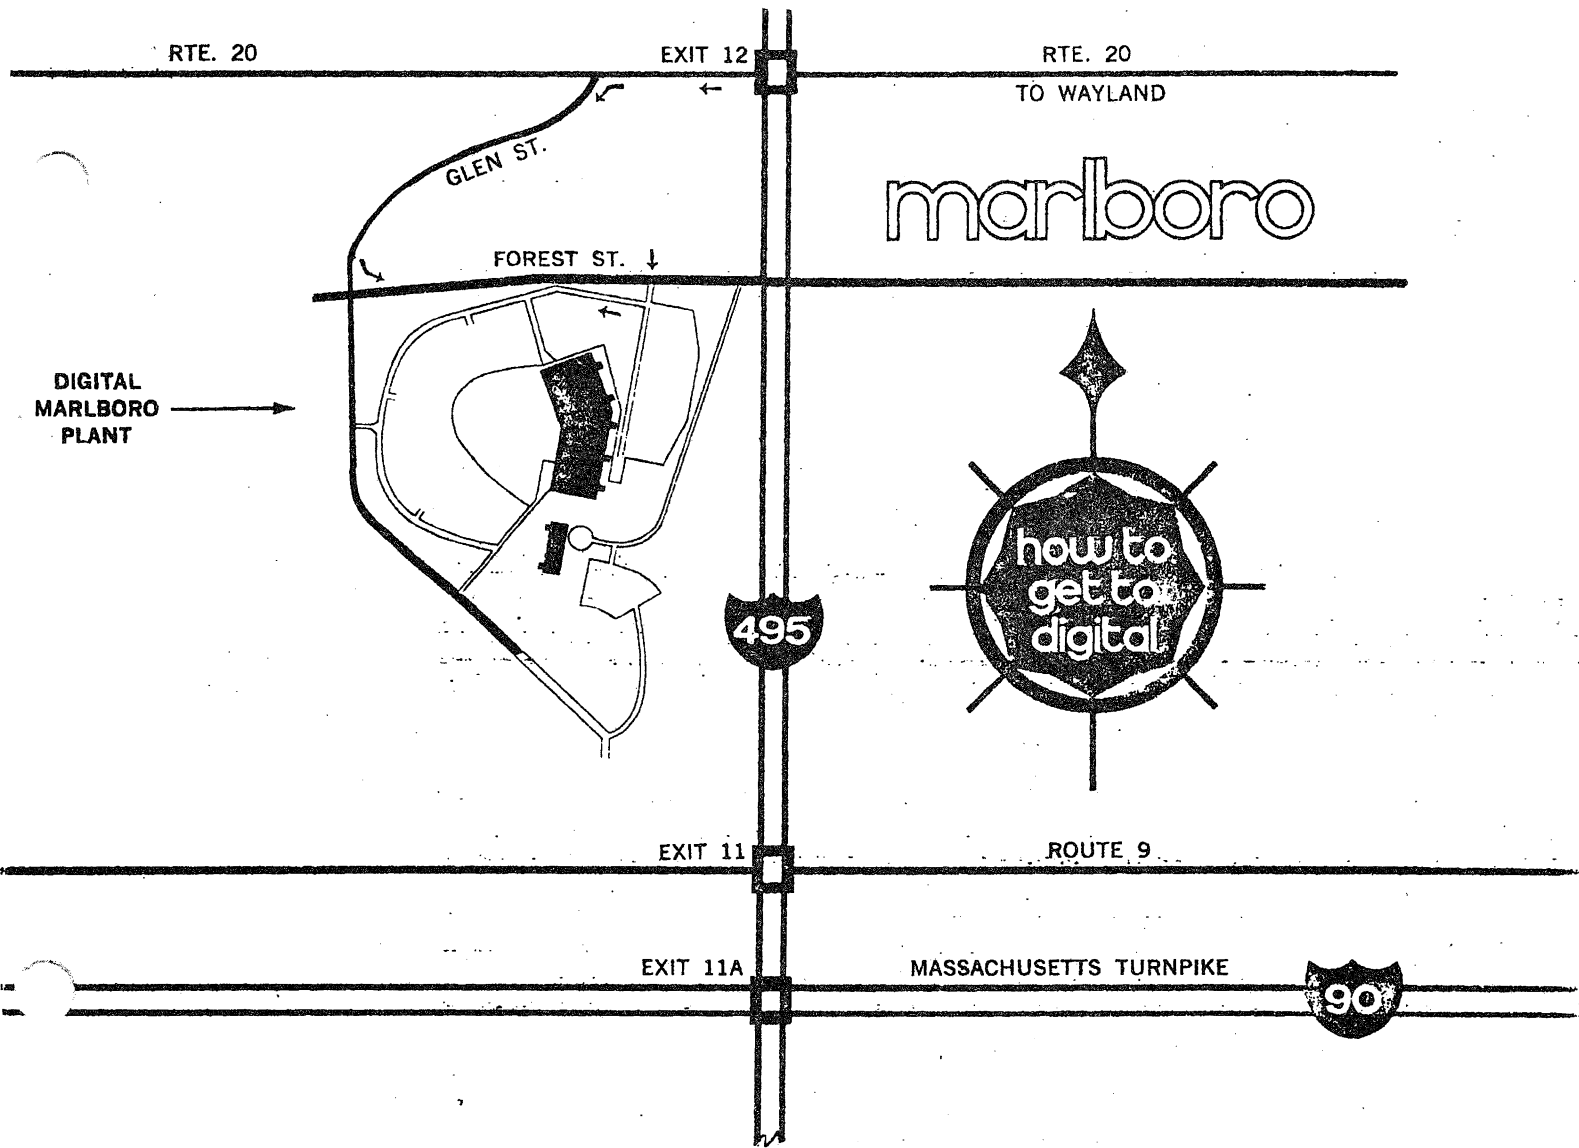 RTE. 20
EXIT 12
RTE. 20
TO WAYLAND
GLEN ST.
marlboro
FOREST ST.
DIGITAL
MARLBORO
PLANT
how to
get to
digital
495
EXIT 11
ROUTE 9
EXIT 11A
MASSACHUSETTS TURNPIKE
90